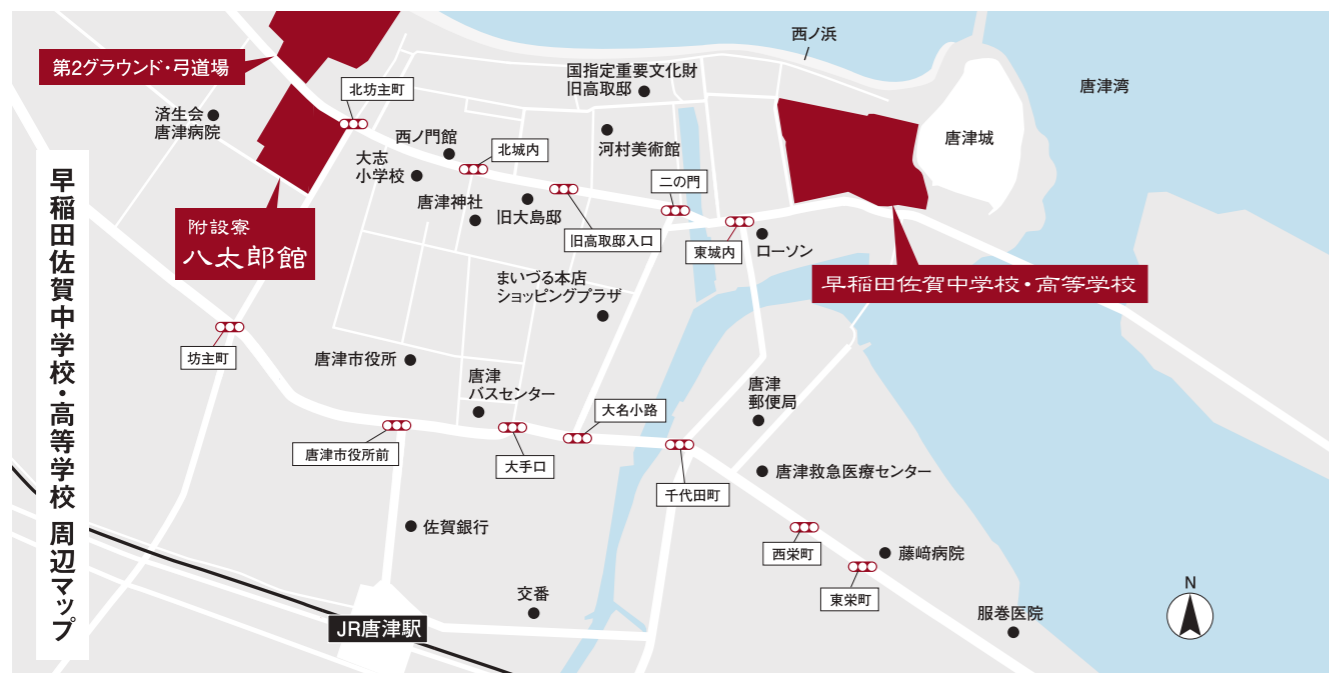 早稲田佐賀中学校・高等学校 周辺マップ
第2グラウンド・弓道場
済生会
唐津病院
北坊主町
附設寮
八太郎館
大志
小学校
西ノ門館
北城内
唐津神社
旧大島邸
国指定重要文化財
旧高取邸
河村美術館
旧高取邸入口
二の門
東城内
ローソン
西ノ浜
唐津湾
唐津城
早稲田佐賀中学校・高等学校
まいづる本店
ショッピングプラザ
坊主町
唐津市役所
唐津
バスセンター
唐津市役所前
大手口
大名小路
千代田町
唐津
郵便局
唐津救急医療センター
西栄町
東栄町
藤﨑病院
服巻医院
佐賀銀行
交番
JR唐津駅
N